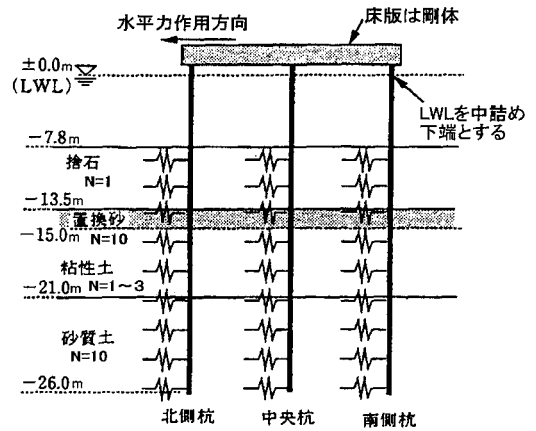 水平力作用方向
床版は剛体
±0.0m
(LWL)
LWLを中詰め
下端とする
−7.8m
捨石
N=1
−13.5m
置換砂
−15.0m N=10
粘性土
N=1～3
−21.0m
砂質土
N=10
−26.0m
北側杭 中央杭 南側杭